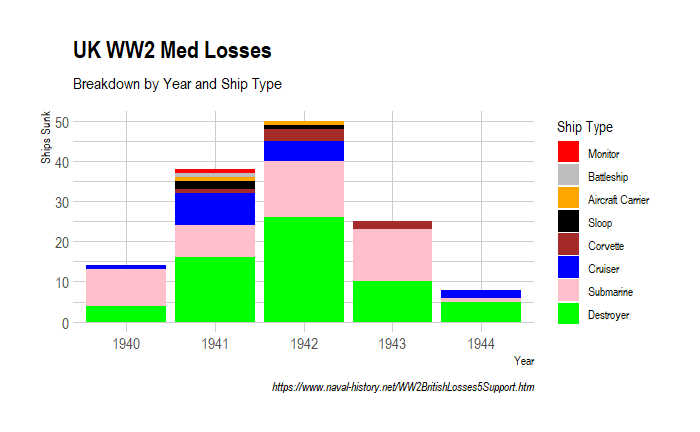 UK WW2 Med Losses
Breakdown by Year and Ship Type
Ships Sunk
50
40
30
20
10
0
1940 1941 1942 1943 1944
Year
Ship Type
Monitor
Battleship
Aircraft Carrier
Sloop
Corvette
Cruiser
Submarine
Destroyer
https://www.naval-history.net/WW2BritishLosses5Support.htm